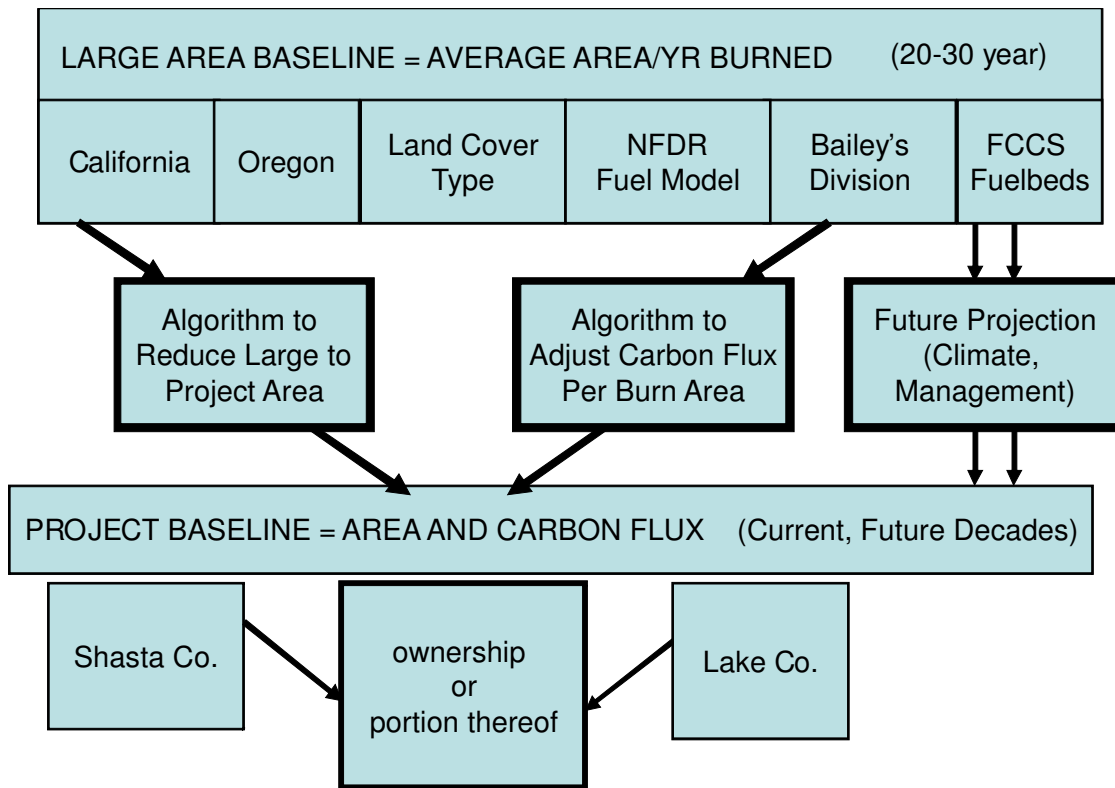 LARGE AREA BASELINE = AVERAGE AREA/YR BURNED (20-30 year)
California
Oregon
Land Cover
Type
NFDR
Fuel Model
Bailey's
Division
FCCS
Fuelbeds
Algorithm to
Reduce Large to
Project Area
Algorithm to
Adjust Carbon Flux
Per Burn Area
Future Projection
(Climate,
Management)
PROJECT BASELINE = AREA AND CARBON FLUX (Current, Future Decades)
Shasta Co.
ownership
or
portion thereof
Lake Co.